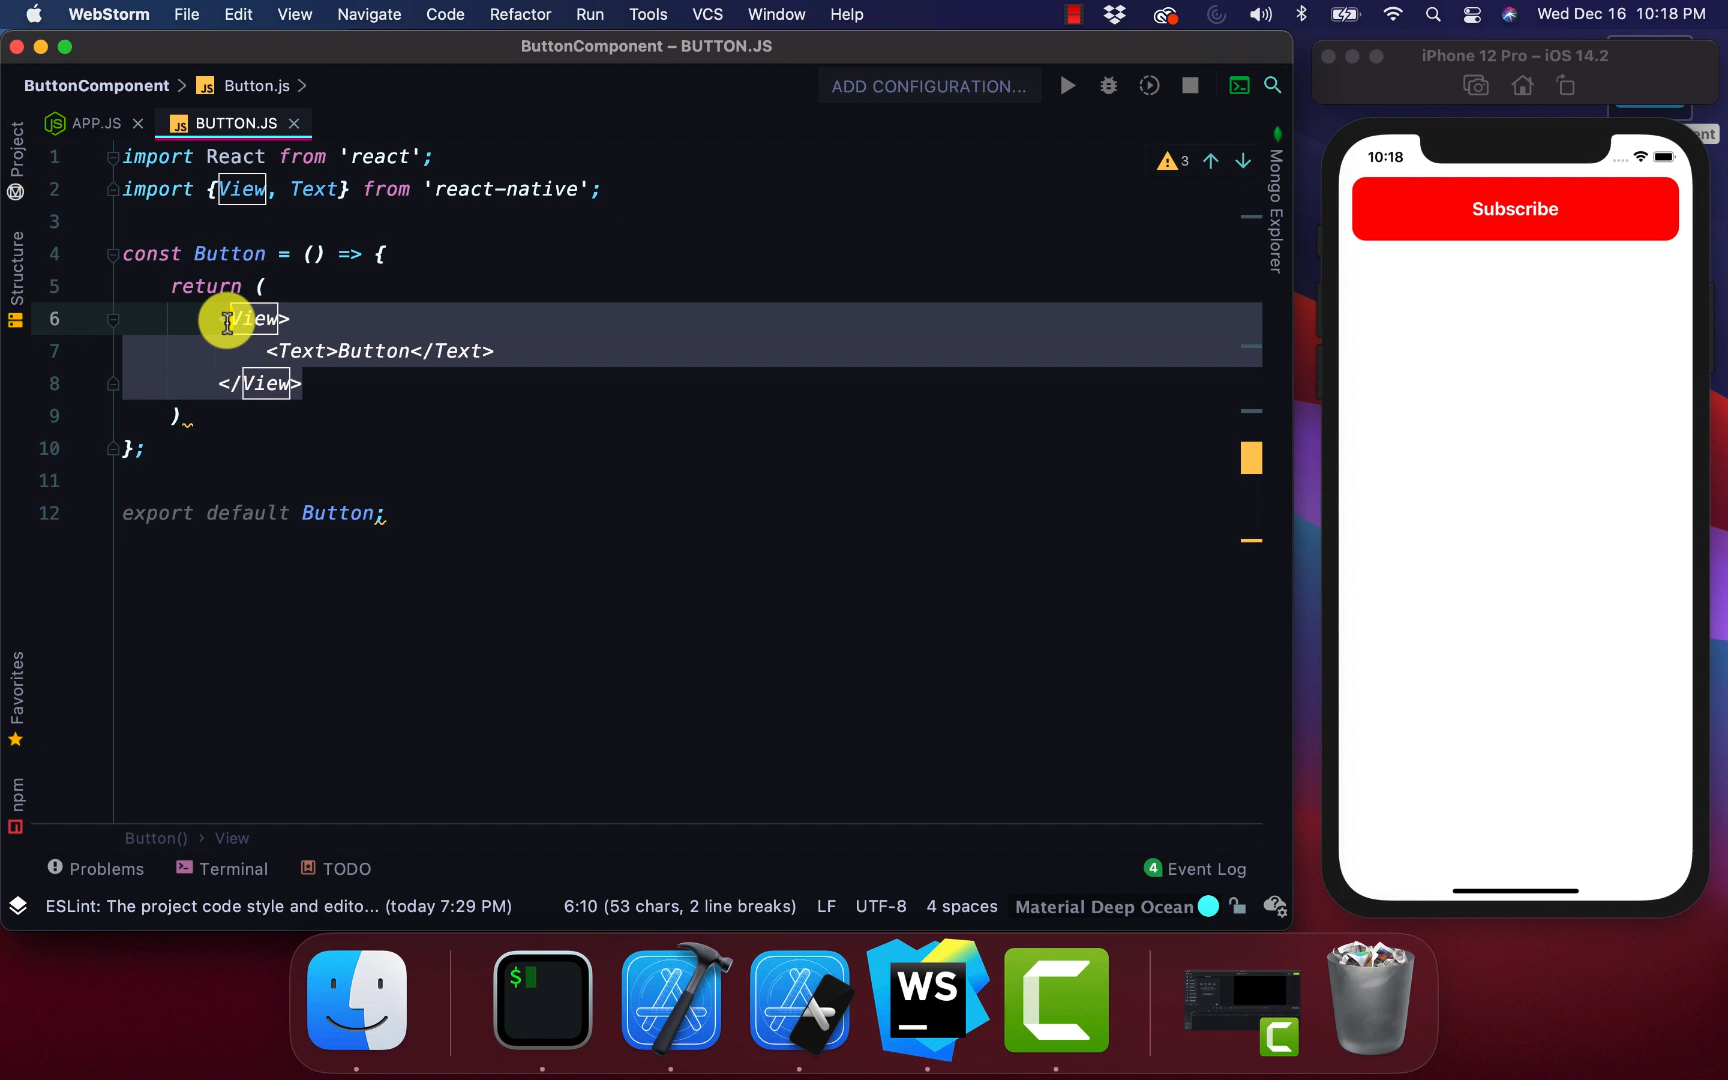 WebStorm File Edit View Navigate Code Refactor Run Tools VCS Window Help Wed Dec 16 10:18 PM
ButtonComponent – BUTTON.JS
ButtonComponent Button.js
ADD CONFIGURATION...
APP.JS BUTTON.JS
1 import React from 'react';
2 import {View, Text} from 'react-native';
3
4 const Button = () => {
5 return (
6 <View>
7 <Text>Button</Text>
8 </View>
9 )
10 };
11
12 export default Button;
3
Project
Structure
Favorites
npm
Mongo Explorer
Button() › View
Problems Terminal TODO
4 Event Log
ESLint: The project code style and edito... (today 7:29 PM) 6:10 (53 chars, 2 line breaks) LF UTF-8 4 spaces Material Deep Ocean
iPhone 12 Pro – iOS 14.2
10:18
Subscribe
ent
$
WS